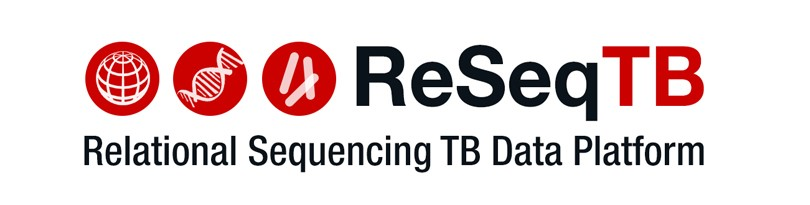 ReSeqTB
Relational Sequencing TB Data Platform